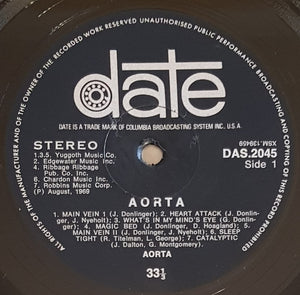 ALL RIGHTS OF THE MANUFACTURER AND OF THE OWNER OF THE RECORDED WORK RESERVED UNAUTHORISED PUBLIC PERFORMANCE BROADCASTING AND COPYING OF THIS RECORD PROHIBITED
date
DATE IS A TRADE MARK OF COLUMBIA BROADCASTING SYSTEM INC. U.S.A.
STEREO
1.3.5. Yuggoth Music Co.
2. Edgewater Music Inc.
4. Ribbage Ribbage
Pub. Co. Inc.
6. Chardon Music
Inc.
7. Robbins Music Corp.
(P) August, 1969
XSM. 139469
DAS.2045
Side 1
AORTA
1. MAIN VEIN 1 (J. Donlinger) 2. HEART ATTACK (J. Donlinger,
J. Nyeholt) 3. WHAT'S IN MY MIND'S EYE (G. Donlinger)
4. MAGIC BED (J. Donlinger, D. Hoagland)
5. MAIN VEIN 11 (J. Donlinger, J. Nyholt) 6. SLEEP
TIGHT (R. Titelman, L. George) 7. CATALYPTIC
(J. Dalton, G. Montgomery).
AORTA
33⅓